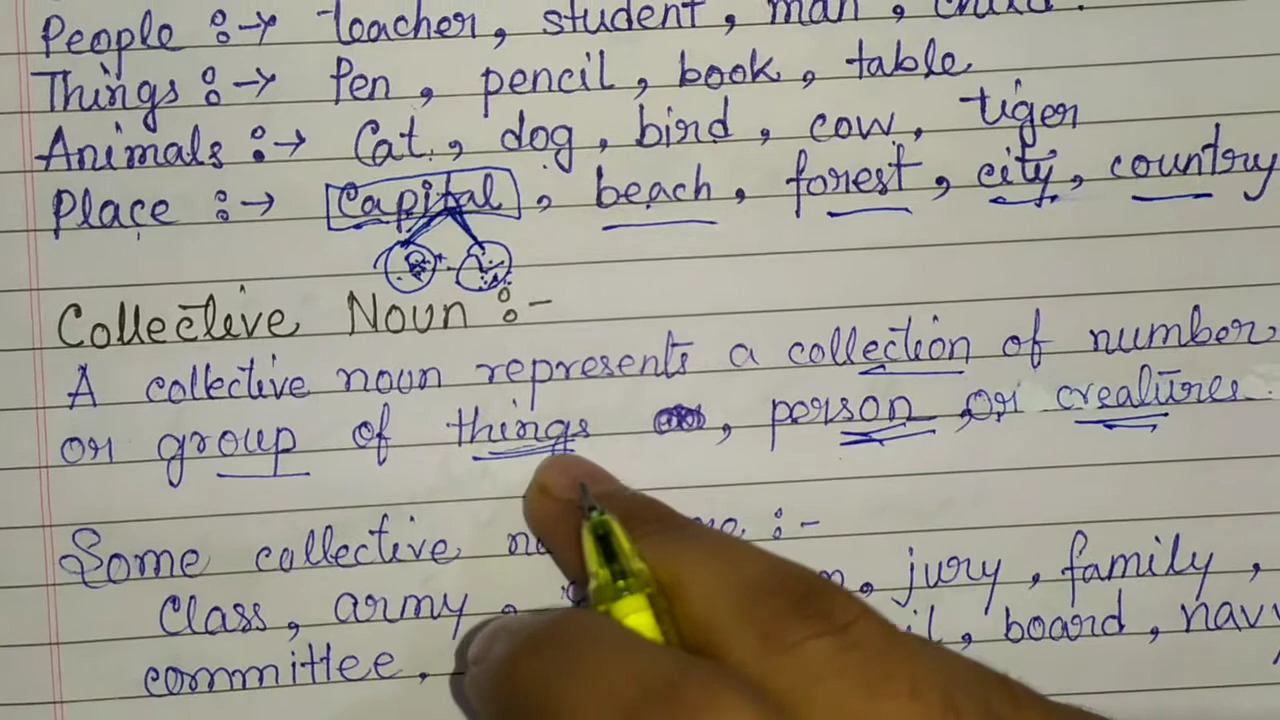 People :→ teacher, student, man, child.
Things :→ Pen, pencil, book, table
Animals :→ Cat, dog, bird, cow, tiger
Place :→ Capital, beach, forest, city, country
Collective Noun :-
A collective noun represents a collection of number
or group of things, person, or creatures.
Some collective :-
Class, army, jury, family,
committee, board, navy